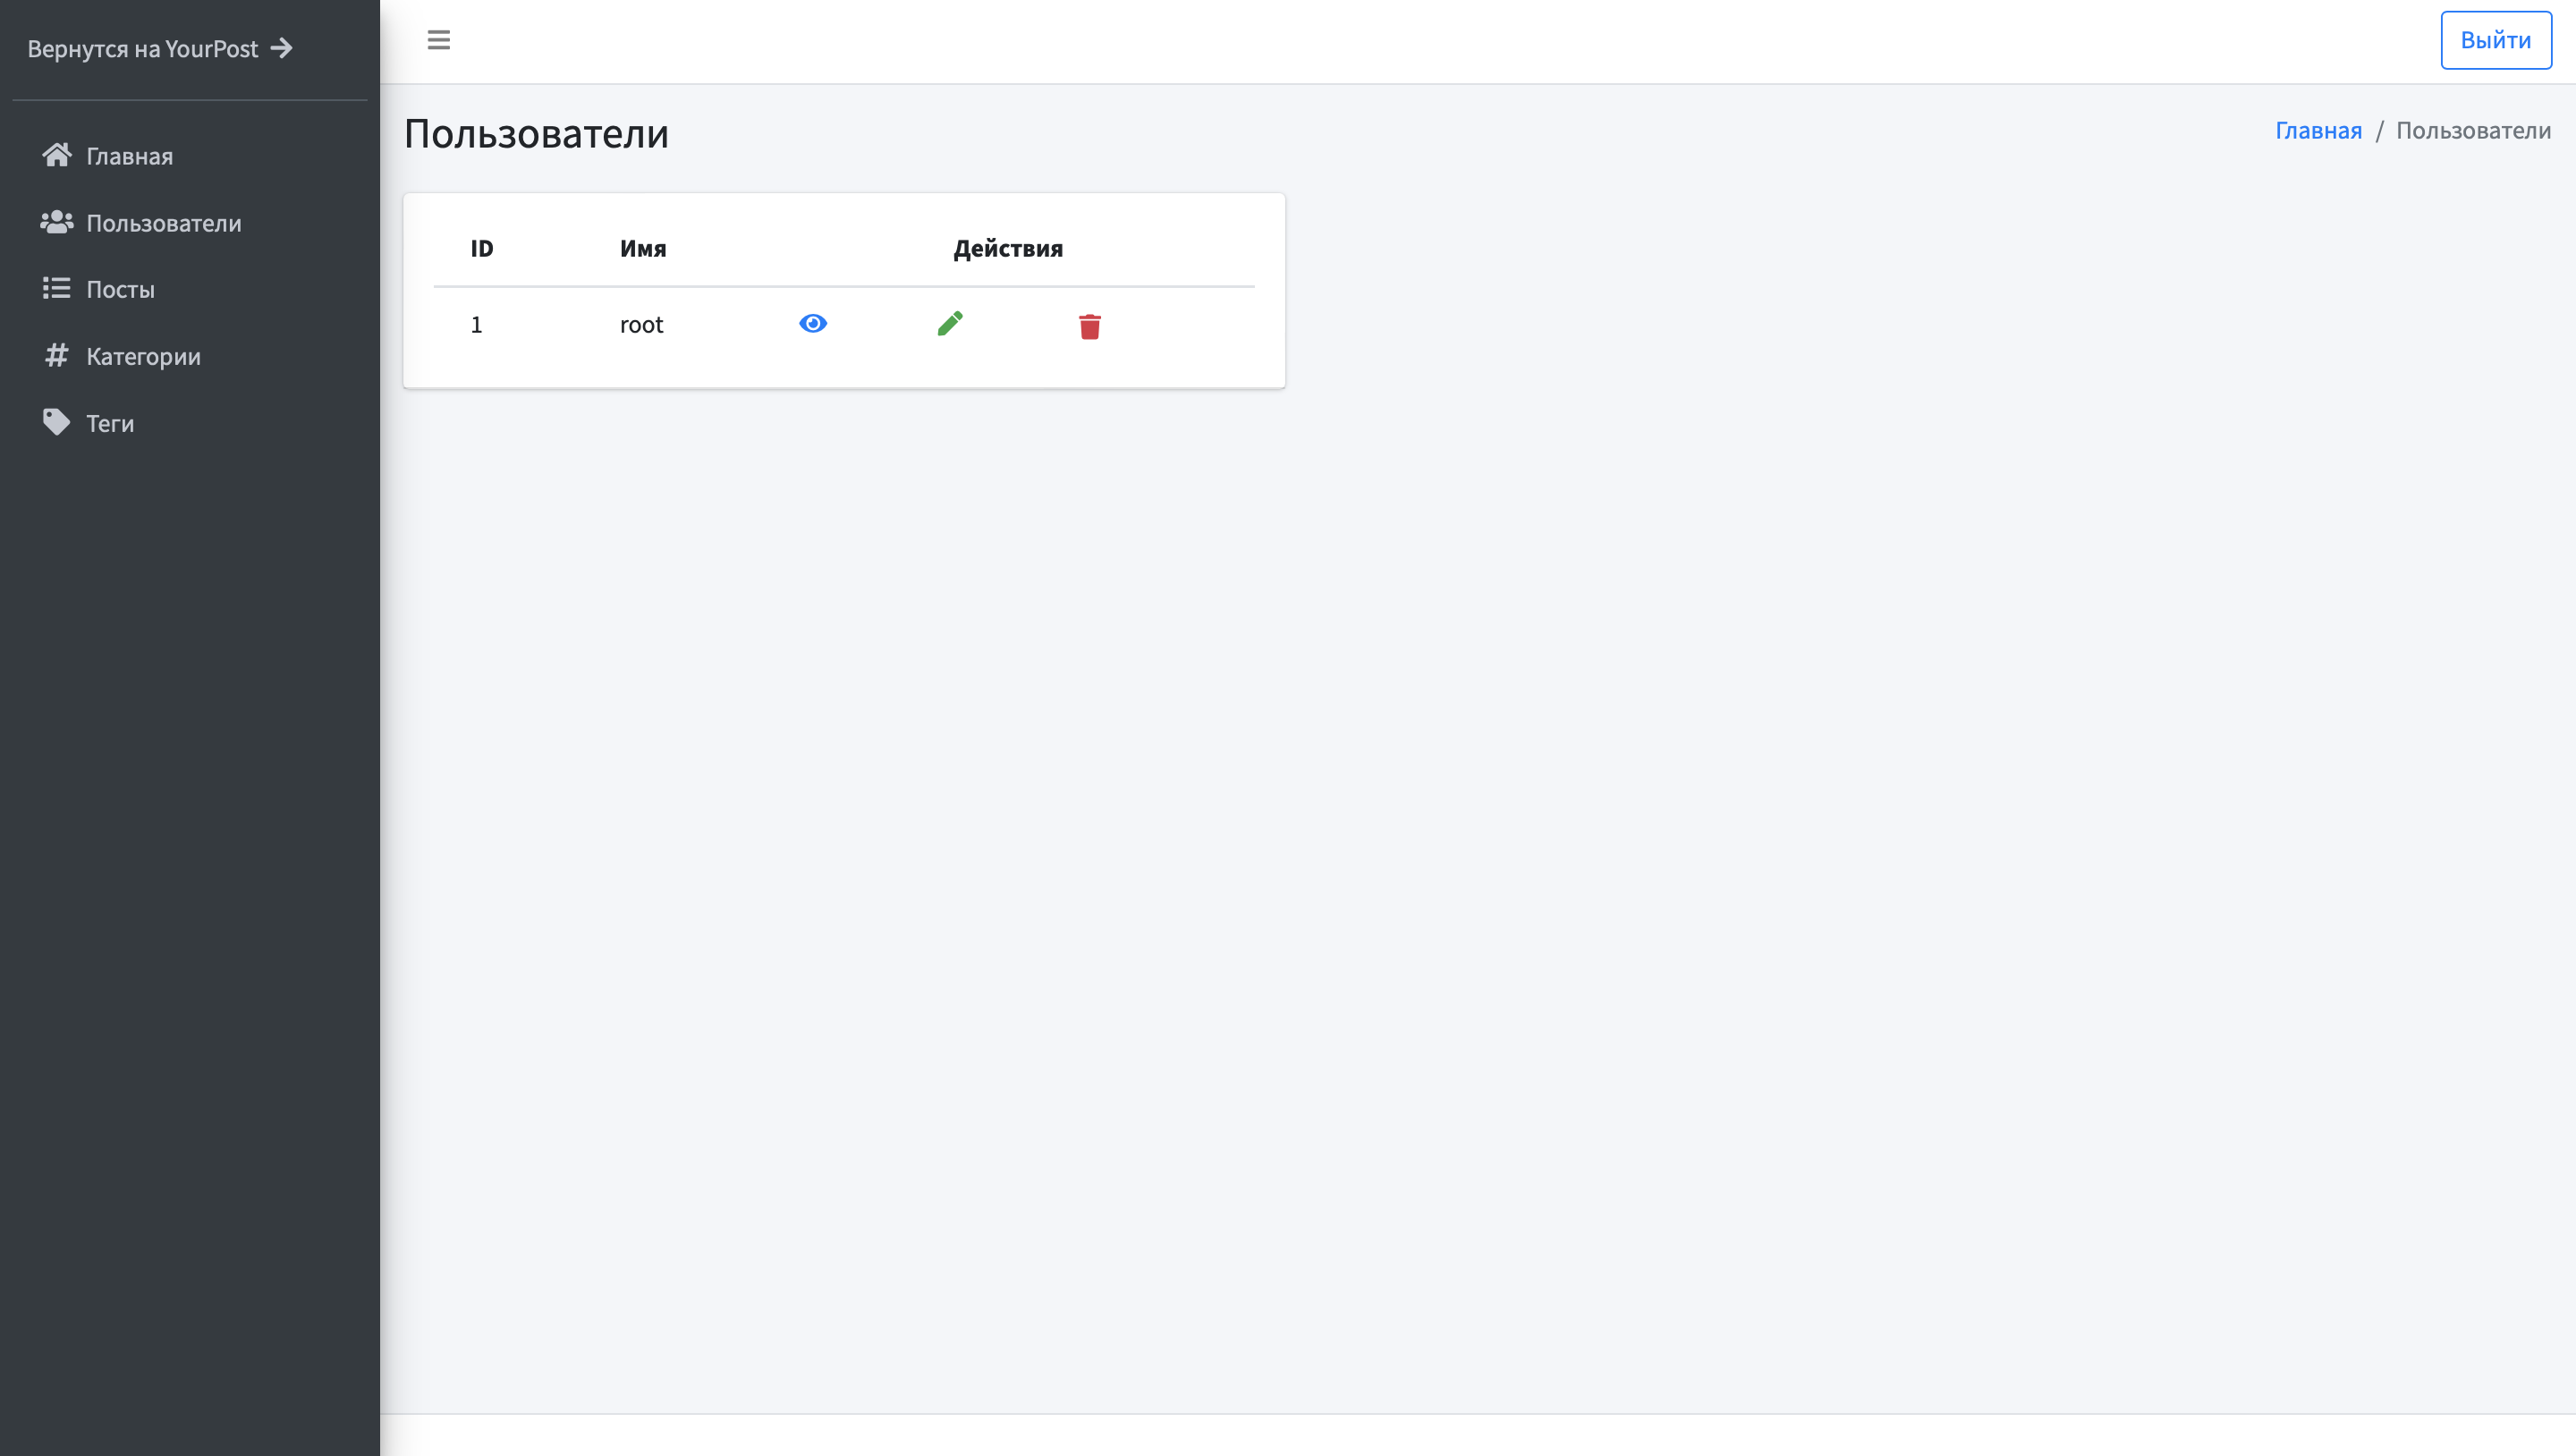 Вернутся на YourPost
Главная
Пользователи
Посты
Категории
Теги
Выйти
Пользователи
Главная / Пользователи
ID Имя Действия
1 root